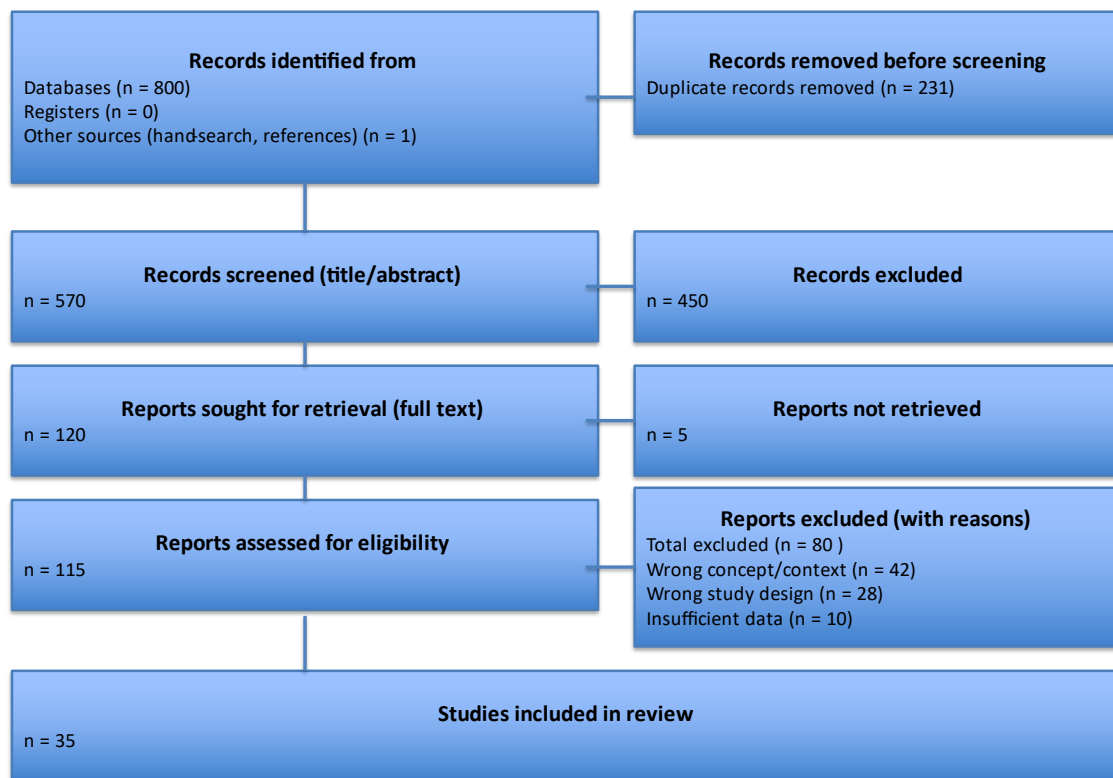 Records identified from
Databases (n = 800)
Registers (n = 0)
Other sources (hand-search, references) (n = 1)
Records removed before screening
Duplicate records removed (n = 231)
Records screened (title/abstract)
n = 570
Records excluded
n = 450
Reports sought for retrieval (full text)
n = 120
Reports not retrieved
n = 5
Reports assessed for eligibility
n = 115
Reports excluded (with reasons)
Total excluded (n = 80 )
Wrong concept/context (n = 42)
Wrong study design (n = 28)
Insufficient data (n = 10)
Studies included in review
n = 35